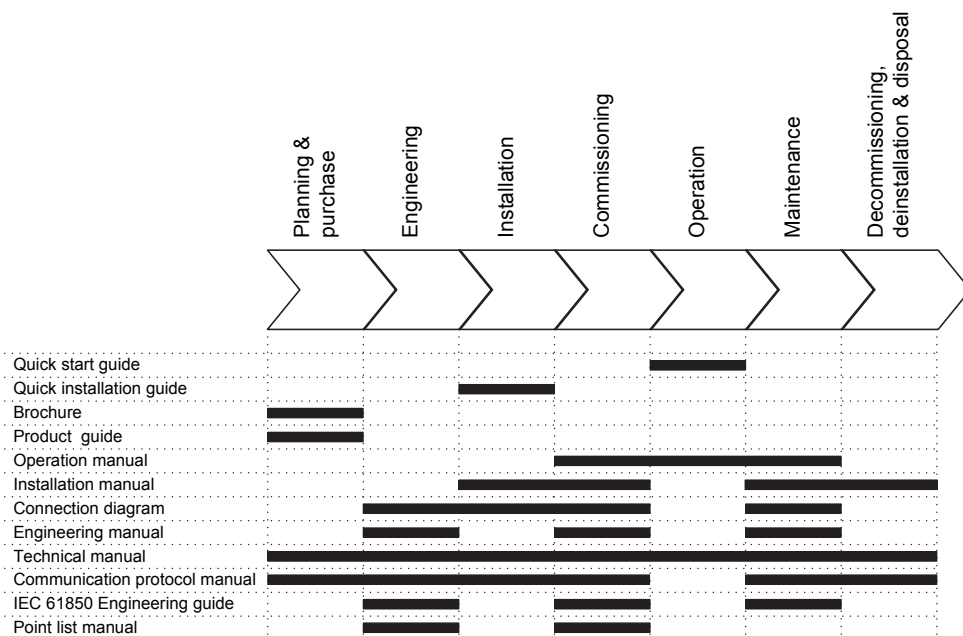 Planning &
purchase
Engineering
Installation
Commissioning
Operation
Maintenance
Decommissioning,
deinstallation & disposal
Quick start guide
Quick installation guide
Brochure
Product guide
Operation manual
Installation manual
Connection diagram
Engineering manual
Technical manual
Communication protocol manual
IEC 61850 Engineering guide
Point list manual